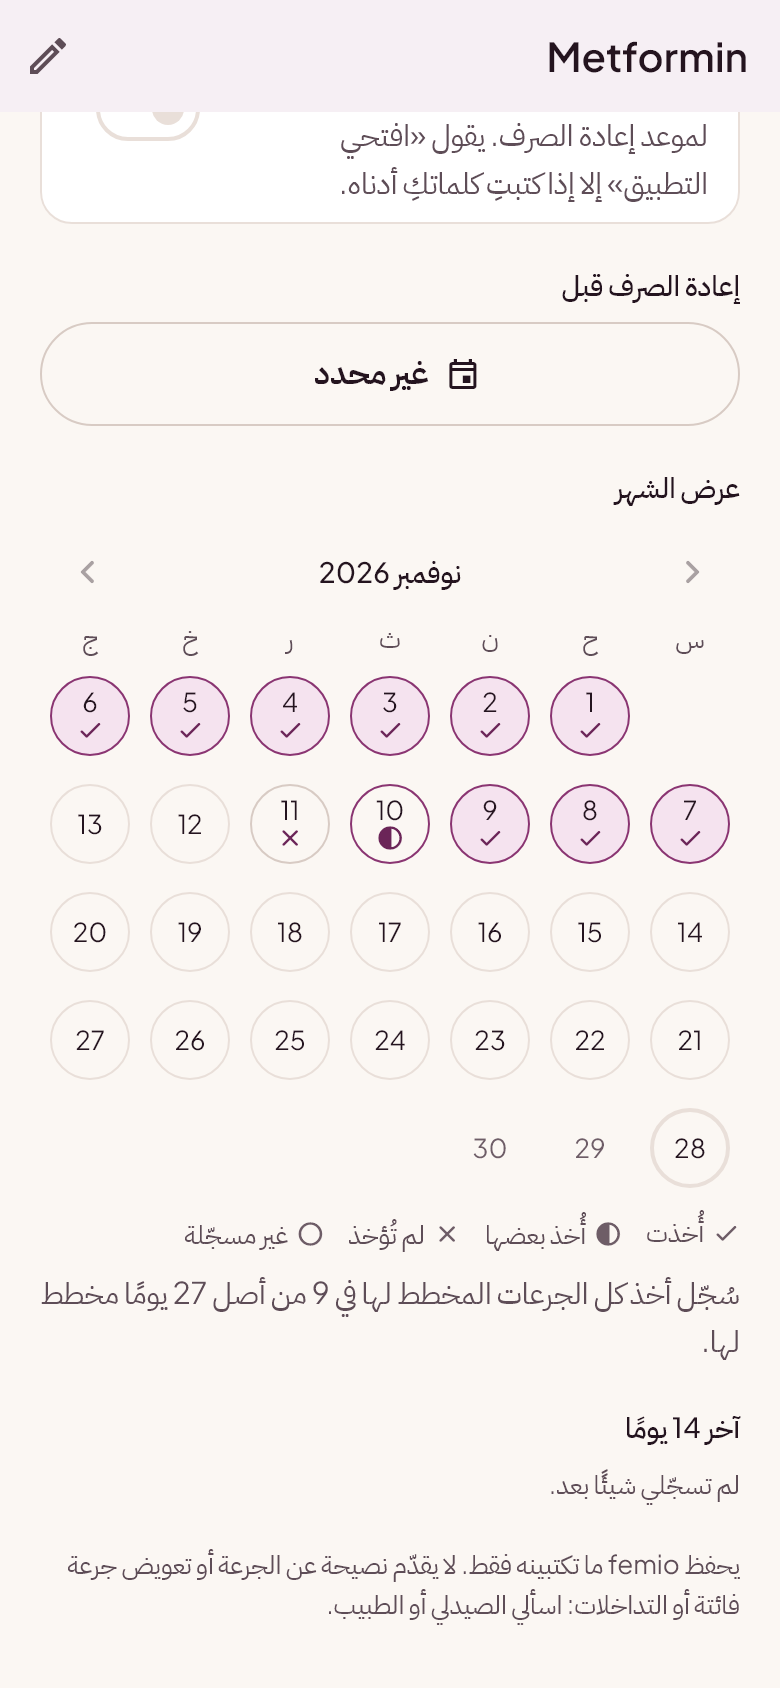 Metformin
لموعد إعادة الصرف. يقول «افتحي
التطبيق» إلا إذا كتبتِ كلماتكِ أدناه.
إعادة الصرف قبل
غير محدد
عرض الشهر
نوفمبر 2026
س ح ن ث ر خ ج
1 2 3 4 5 6
7 8 9 10 11 12 13
14 15 16 17 18 19 20
21 22 23 24 25 26 27
28 29 30
أُخذت أُخذ بعضها لم تُؤخذ غير مسجّلة
سُجّل أخذ كل الجرعات المخطط لها في 9 من أصل 27 يومًا مخطط
لها.
آخر 14 يومًا
لم تسجّلي شيئًا بعد.
يحفظ femio ما تكتبينه فقط. لا يقدّم نصيحة عن الجرعة أو تعويض جرعة
فائتة أو التداخلات: اسألي الصيدلي أو الطبيب.